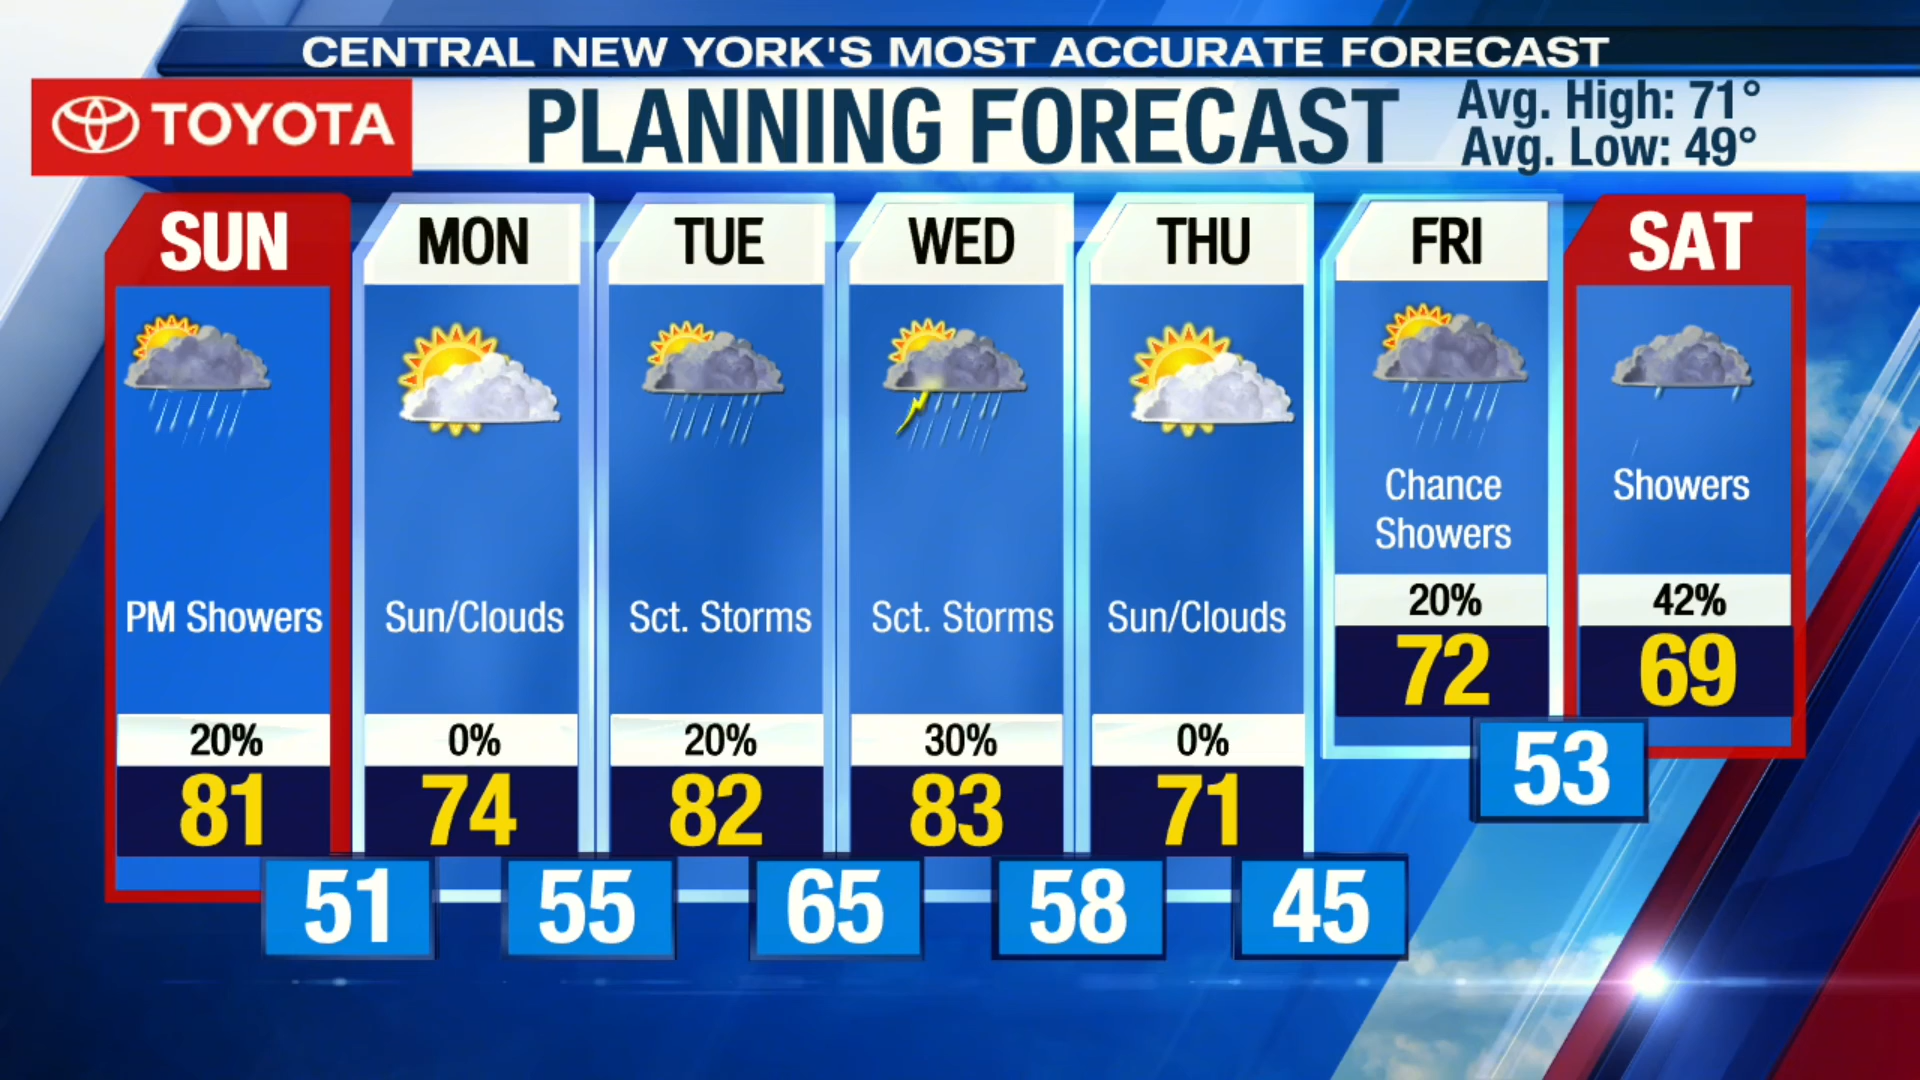 CENTRAL NEW YORK'S MOST ACCURATE FORECAST
TOYOTA
PLANNING FORECAST
Avg. High: 71°
Avg. Low: 49°
SUN
PM Showers
20%
81
51
MON
Sun/Clouds
0%
74
55
TUE
Sct. Storms
20%
82
65
WED
Sct. Storms
30%
83
58
THU
Sun/Clouds
0%
71
45
FRI
Chance
Showers
20%
72
53
SAT
Showers
42%
69